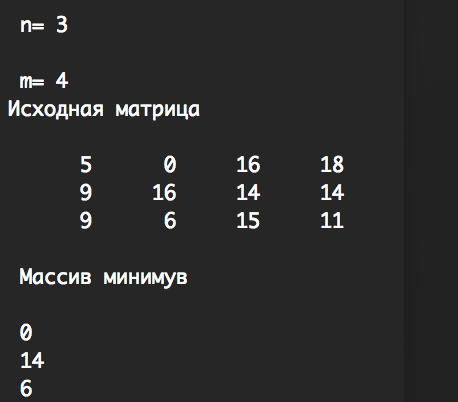 n= 3
m= 4
Исходная матрица
5 0 16 18
9 16 14 14
9 6 15 11
Массив минимув
0
14
6